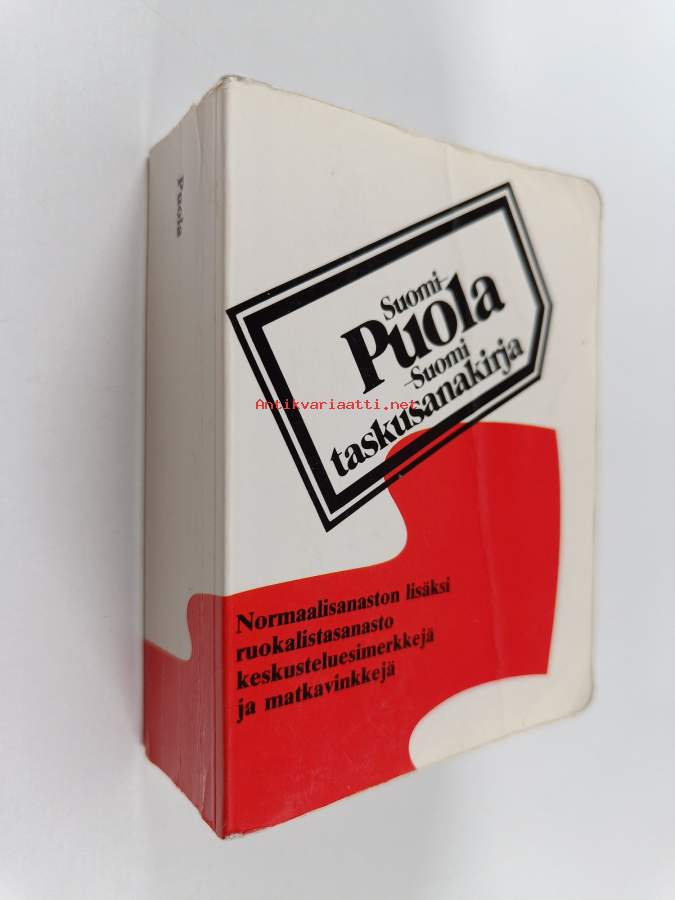 Puola
Suomi–
Puola
–Suomi
taskusanakirja
Antikvariaatti.net
Normaalisanaston lisäksi
ruokalistasanasto
keskusteluesimerkkejä
ja matkavinkkejä